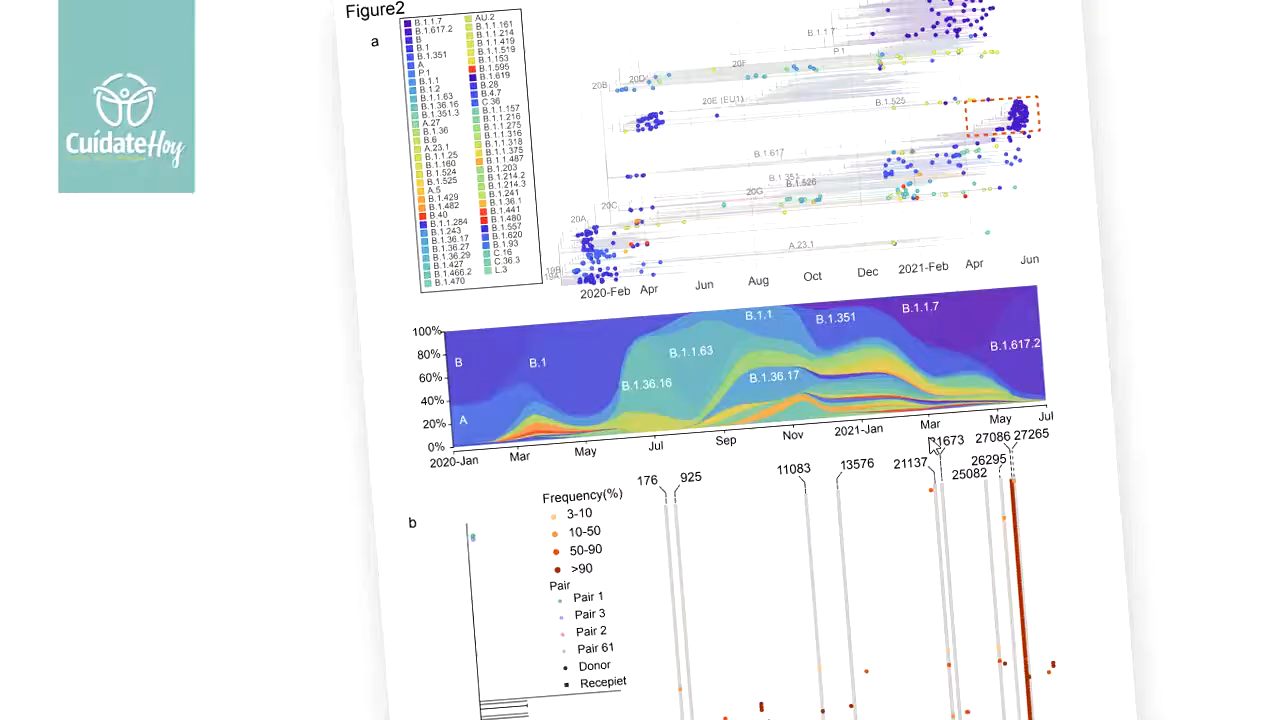 CuídateHoy
Figure2
a
B.1.1.7
B.1.617.2
B
B.1
B.1.351
A
P.1
B.1.1
B.1.2
B.1.1.63
B.1.36.16
B.1.351.3
A.27
B.1.36
B.6
A.23.1
B.1.1.25
B.1.160
B.1.524
B.1.525
A.5
B.1.429
B.1.482
B.40
B.1.1.284
B.1.243
B.1.36.17
B.1.36.27
B.1.36.29
B.1.427
B.1.466.2
B.1.470
AU.2
B.1.1.161
B.1.1.214
B.1.1.419
B.1.1.519
B.1.153
B.1.595
B.1.619
B.28
B.4.7
C.36
B.1.1.157
B.1.1.216
B.1.1.275
B.1.1.316
B.1.1.318
B.1.1.375
B.1.1.487
B.1.203
B.1.214.2
B.1.214.3
B.1.241
B.1.36.1
B.1.441
B.1.480
B.1.557
B.1.620
B.1.93
C.16
C.36.3
L.3
B.1.1.7
P.1
20F
20D
20B
20E (EU1)
B.1.525
B.1.617
B.1.351
20G
B.1.526
20C
20A
A.23.1
19B
19A
2020-Feb Apr Jun Aug Oct Dec 2021-Feb Apr Jun
100%
80%
60%
40%
20%
0%
B
A
B.1
B.1.36.16
B.1.1.63
B.1.1
B.1.36.17
B.1.351
B.1.1.7
B.1.617.2
2020-Jan Mar May Jul Sep Nov 2021-Jan Mar May Jul
b
176 925 11083 13576 21137 1673 25082 26295 27086 27265
Frequency(%)
3-10
10-50
50-90
>90
Pair
Pair 1
Pair 3
Pair 2
Pair 61
Donor
Recepiet